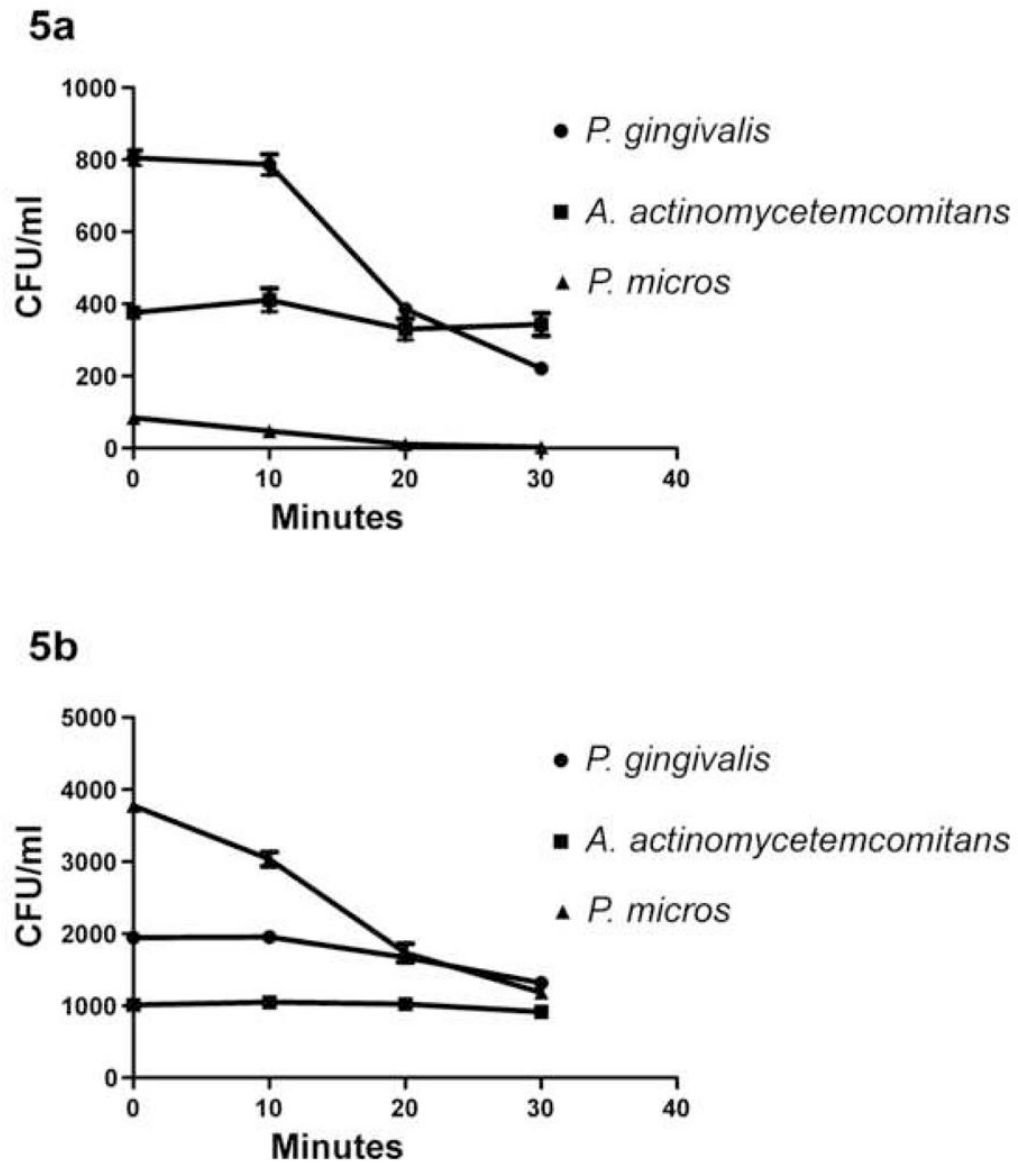 5a
1000
800
600
400
200
0
CFU/ml
0 10 20 30 40
Minutes
P. gingivalis
A. actinomycetemcomitans
P. micros
5b
5000
4000
3000
2000
1000
0
CFU/ml
0 10 20 30 40
Minutes
P. gingivalis
A. actinomycetemcomitans
P. micros